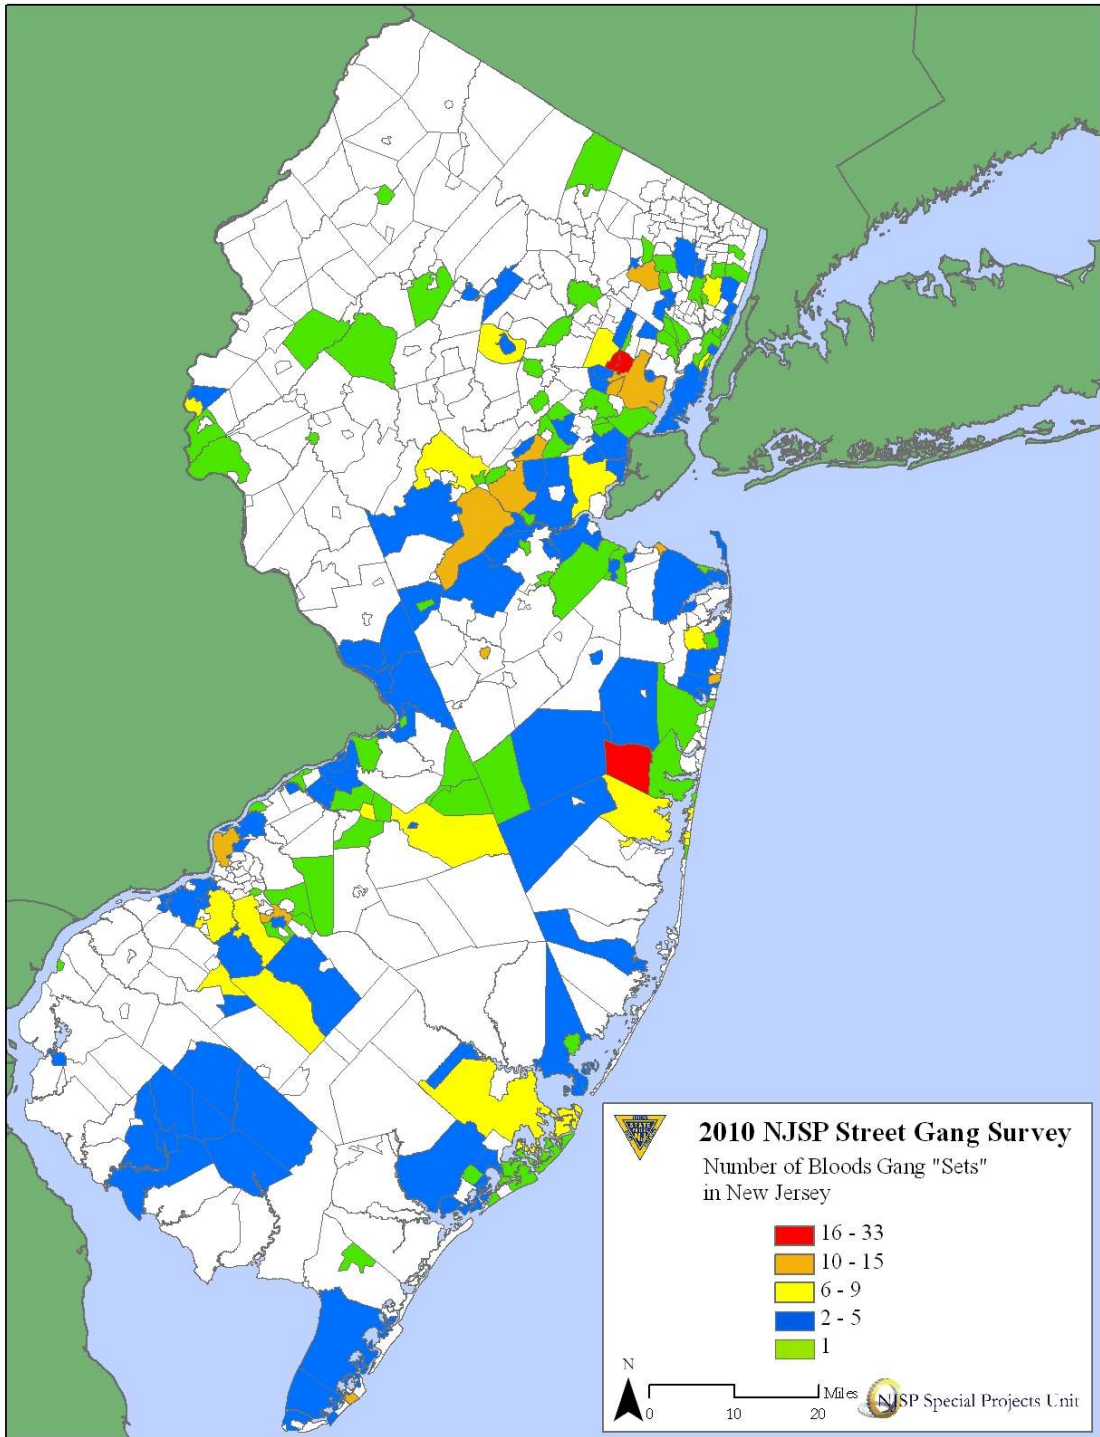 2010 NJSP Street Gang Survey
Number of Bloods Gang "Sets"
in New Jersey
16 - 33
10 - 15
6 - 9
2 - 5
1
N
Miles
0 10 20
NJSP Special Projects Unit
STATE